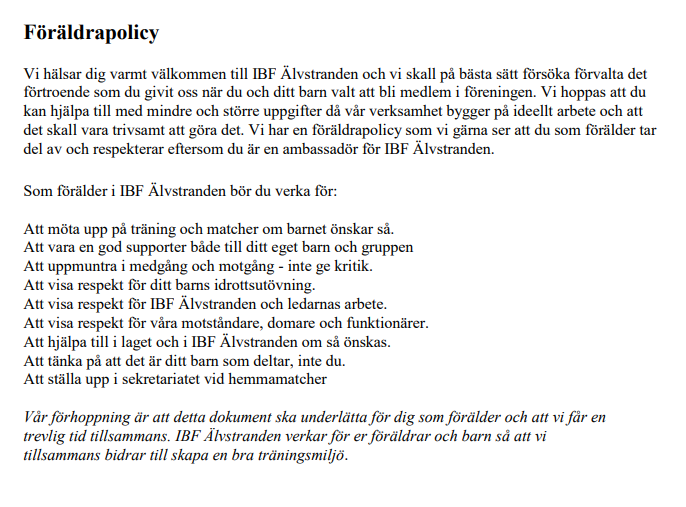 Föräldrapolicy
Vi hälsar dig varmt välkommen till IBF Älvstranden och vi skall på bästa sätt försöka förvalta det
förtroende som du givit oss när du och ditt barn valt att bli medlem i föreningen. Vi hoppas att du
kan hjälpa till med mindre och större uppgifter då vår verksamhet bygger på ideellt arbete och att
det skall vara trivsamt att göra det. Vi har en föräldrapolicy som vi gärna ser att du som förälder tar
del av och respekterar eftersom du är en ambassadör för IBF Älvstranden.
Som förälder i IBF Älvstranden bör du verka för:
Att möta upp på träning och matcher om barnet önskar så.
Att vara en god supporter både till ditt eget barn och gruppen
Att uppmuntra i medgång och motgång - inte ge kritik.
Att visa respekt för ditt barns idrottsutövning.
Att visa respekt för IBF Älvstranden och ledarnas arbete.
Att visa respekt för våra motståndare, domare och funktionärer.
Att hjälpa till i laget och i IBF Älvstranden om så önskas.
Att tänka på att det är ditt barn som deltar, inte du.
Att ställa upp i sekretariatet vid hemmamatcher
Vår förhoppning är att detta dokument ska underlätta för dig som förälder och att vi får en
trevlig tid tillsammans. IBF Älvstranden verkar för er föräldrar och barn så att vi
tillsammans bidrar till skapa en bra träningsmiljö.